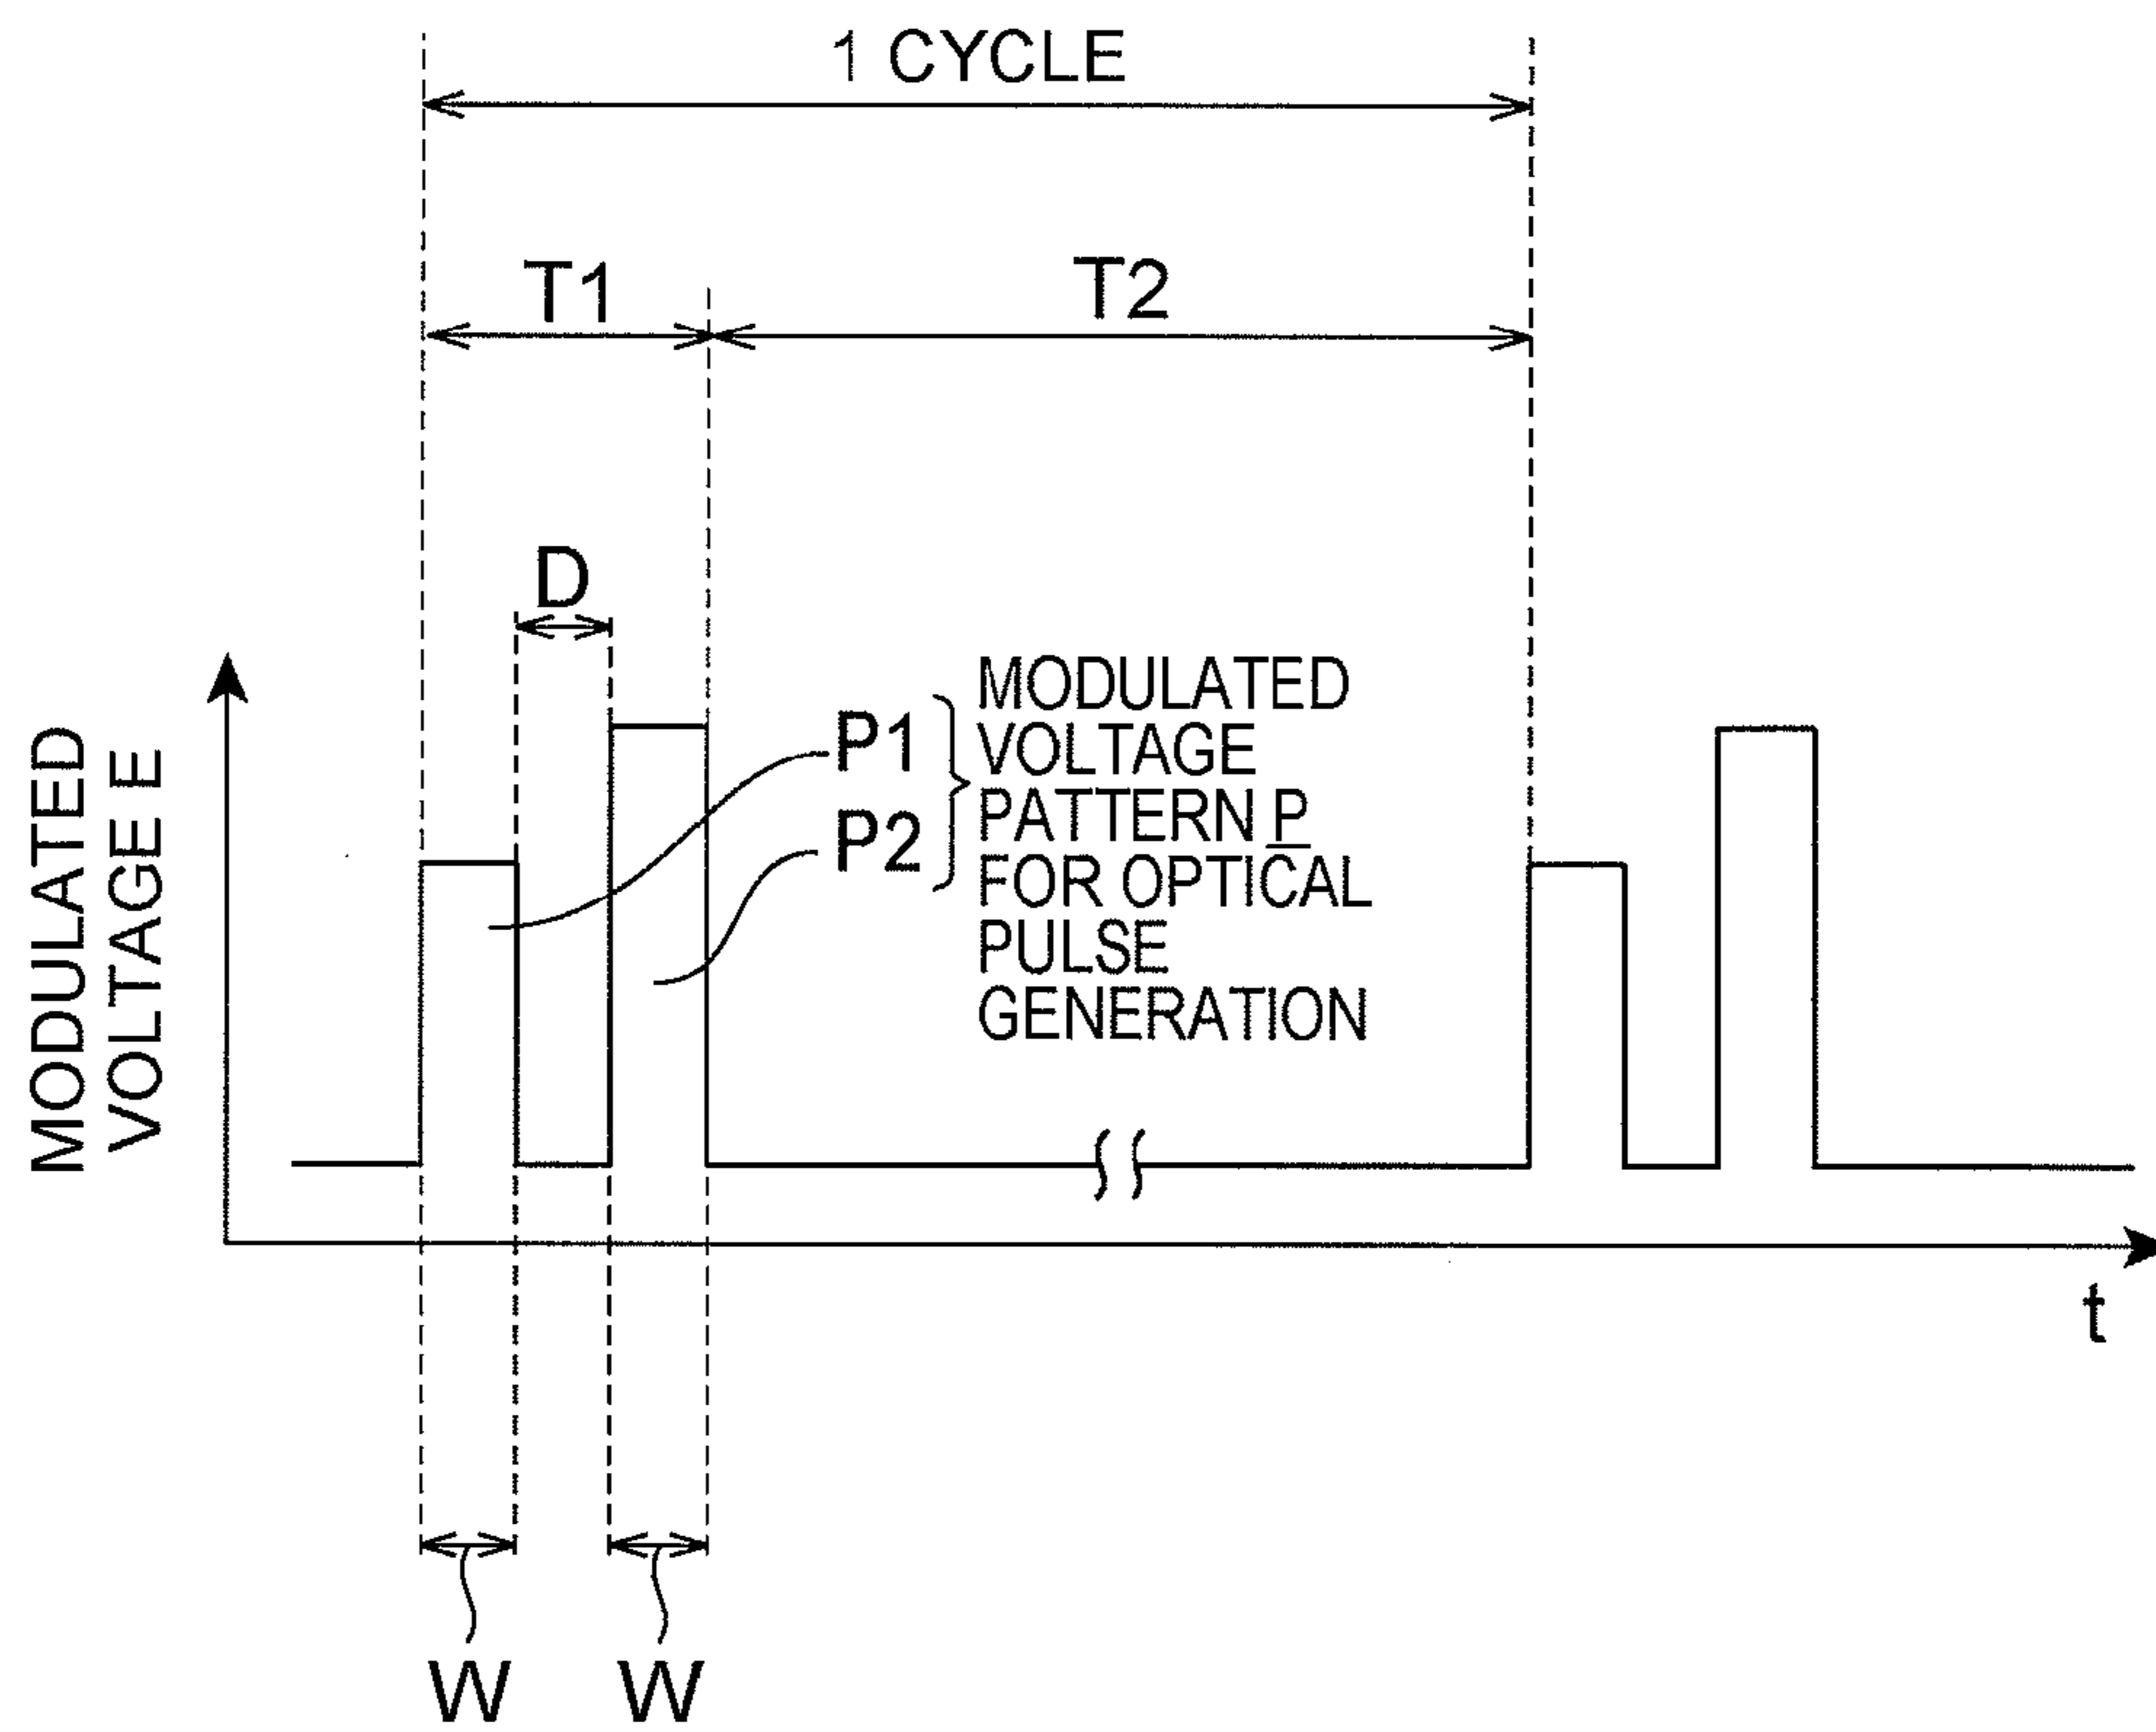 1 CYCLE
T1
T2
D
MODULATED
VOLTAGE E
P1
P2
MODULATED
VOLTAGE
PATTERN P
FOR OPTICAL
PULSE
GENERATION
t
W
W